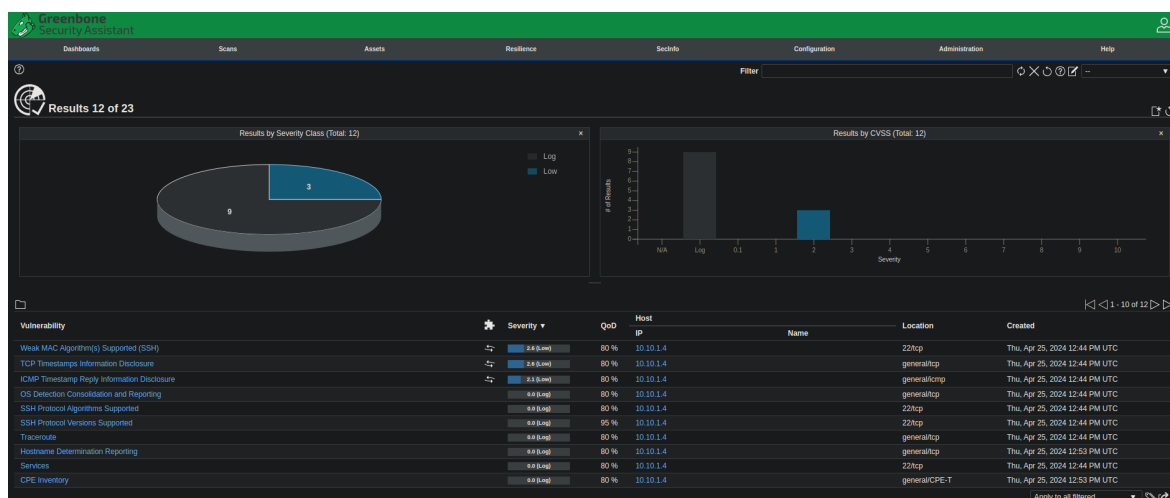 Greenbone
Security Assistant
Dashboards Scans Assets Resilience SecInfo Configuration Administration Help
Filter --
Results 12 of 23
Results by Severity Class (Total: 12) ×
Log
Low
3
9
Results by CVSS (Total: 12) ×
# of Results
9
8
7
6
5
4
3
2
1
0
N/A Log 0.1 1 2 3 4 5 6 7 8 9 10
Severity
1 - 10 of 12
Vulnerability Severity ▼ QoD Host Location Created
IP Name
Weak MAC Algorithm(s) Supported (SSH) 2.6 (Low) 80 % 10.10.1.4 22/tcp Thu, Apr 25, 2024 12:44 PM UTC
TCP Timestamps Information Disclosure 2.6 (Low) 80 % 10.10.1.4 general/tcp Thu, Apr 25, 2024 12:44 PM UTC
ICMP Timestamp Reply Information Disclosure 2.1 (Low) 80 % 10.10.1.4 general/icmp Thu, Apr 25, 2024 12:44 PM UTC
OS Detection Consolidation and Reporting 0.0 (Log) 80 % 10.10.1.4 general/tcp Thu, Apr 25, 2024 12:44 PM UTC
SSH Protocol Algorithms Supported 0.0 (Log) 80 % 10.10.1.4 22/tcp Thu, Apr 25, 2024 12:44 PM UTC
SSH Protocol Versions Supported 0.0 (Log) 95 % 10.10.1.4 22/tcp Thu, Apr 25, 2024 12:44 PM UTC
Traceroute 0.0 (Log) 80 % 10.10.1.4 general/tcp Thu, Apr 25, 2024 12:44 PM UTC
Hostname Determination Reporting 0.0 (Log) 80 % 10.10.1.4 general/tcp Thu, Apr 25, 2024 12:53 PM UTC
Services 0.0 (Log) 80 % 10.10.1.4 22/tcp Thu, Apr 25, 2024 12:44 PM UTC
CPE Inventory 0.0 (Log) 80 % 10.10.1.4 general/CPE-T Thu, Apr 25, 2024 12:53 PM UTC
Apply to all filtered ▼